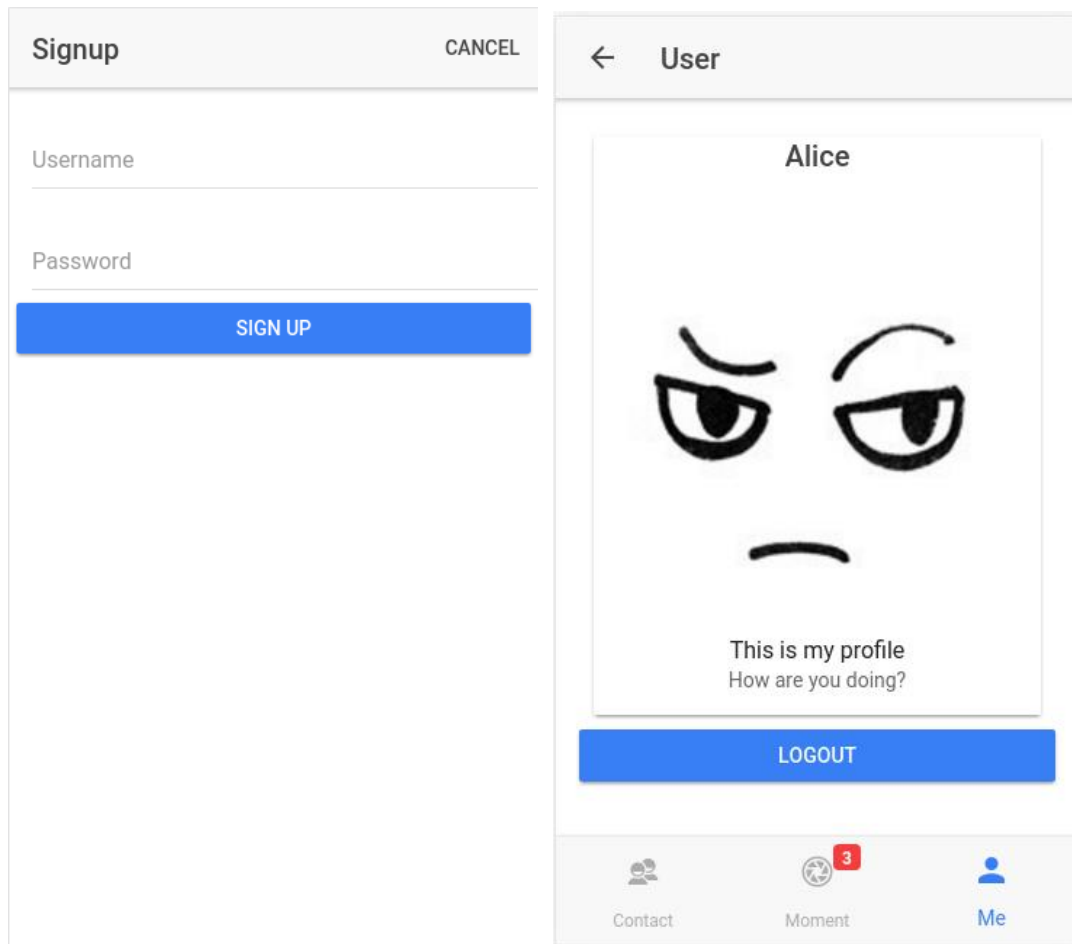 Signup CANCEL
Username
Password
SIGN UP
User
Alice
This is my profile
How are you doing?
LOGOUT
3
Contact Moment Me